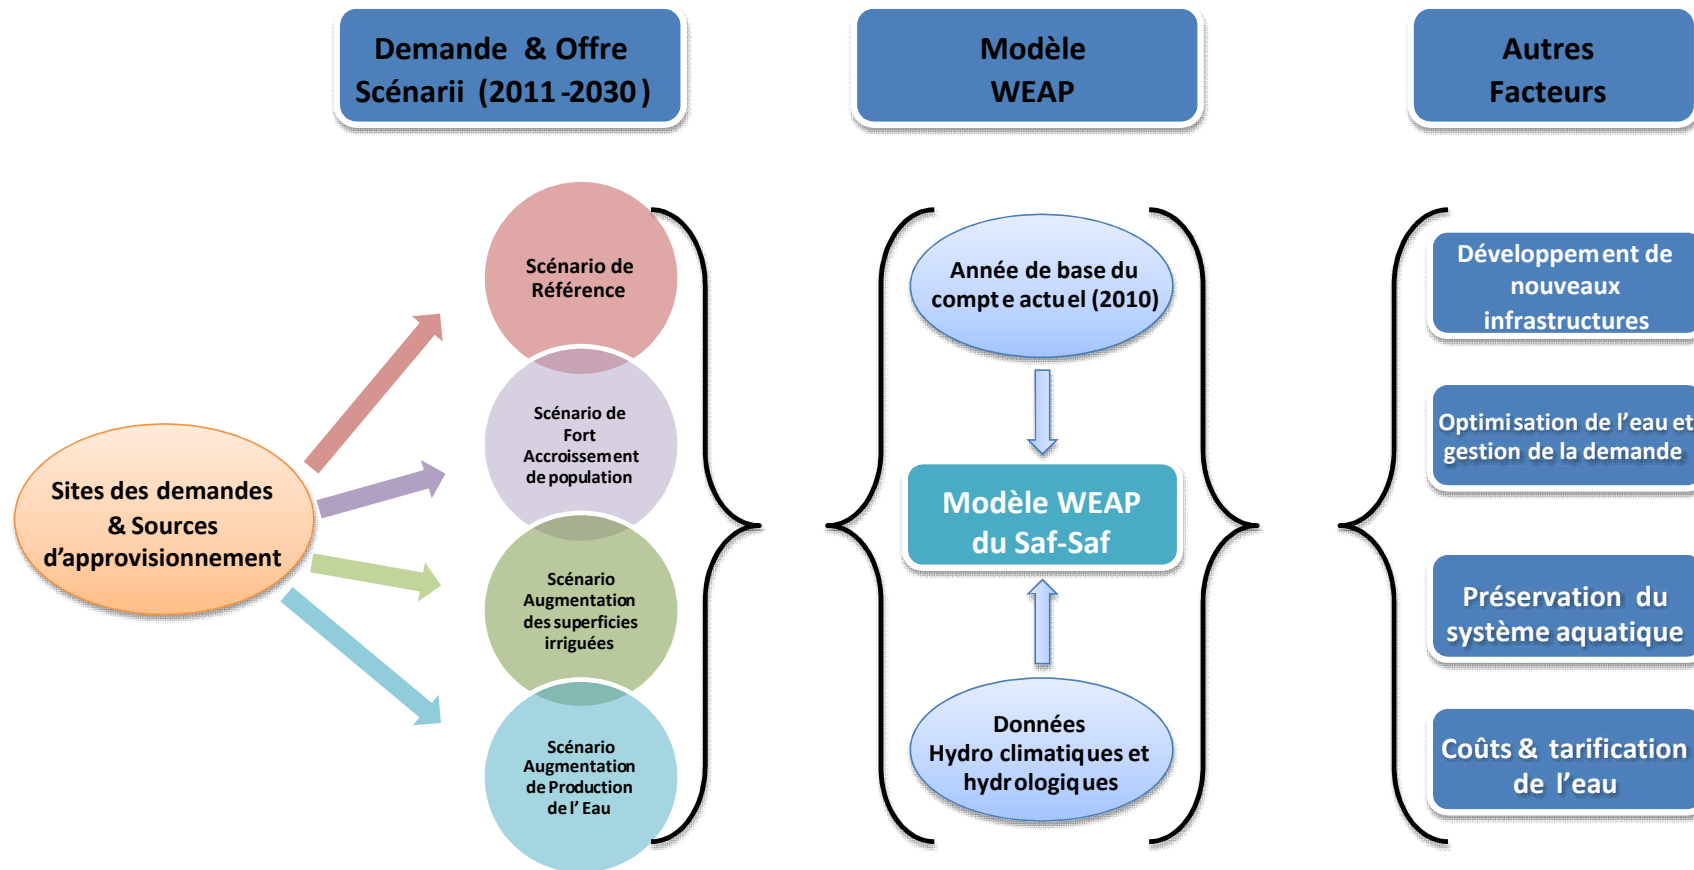 Demande & Offre
Scénarii (2011-2030)
Modèle
WEAP
Autres
Facteurs
Sites des demandes
& Sources
d'approvisionnement
Scénario de
Référence
Scénario de
Fort
Accroissement
de population
Scénario
Augmentation
des superficies
irriguées
Scénario
Augmentation
de Production
de l' Eau
Année de base du
compte actuel (2010)
Modèle WEAP
du Saf-Saf
Données
Hydro climatiques et
hydrologiques
Développement de
nouveaux
infrastructures
Optimisation de l'eau et
gestion de la demande
Préservation du
système aquatique
Coûts & tarification
de l'eau